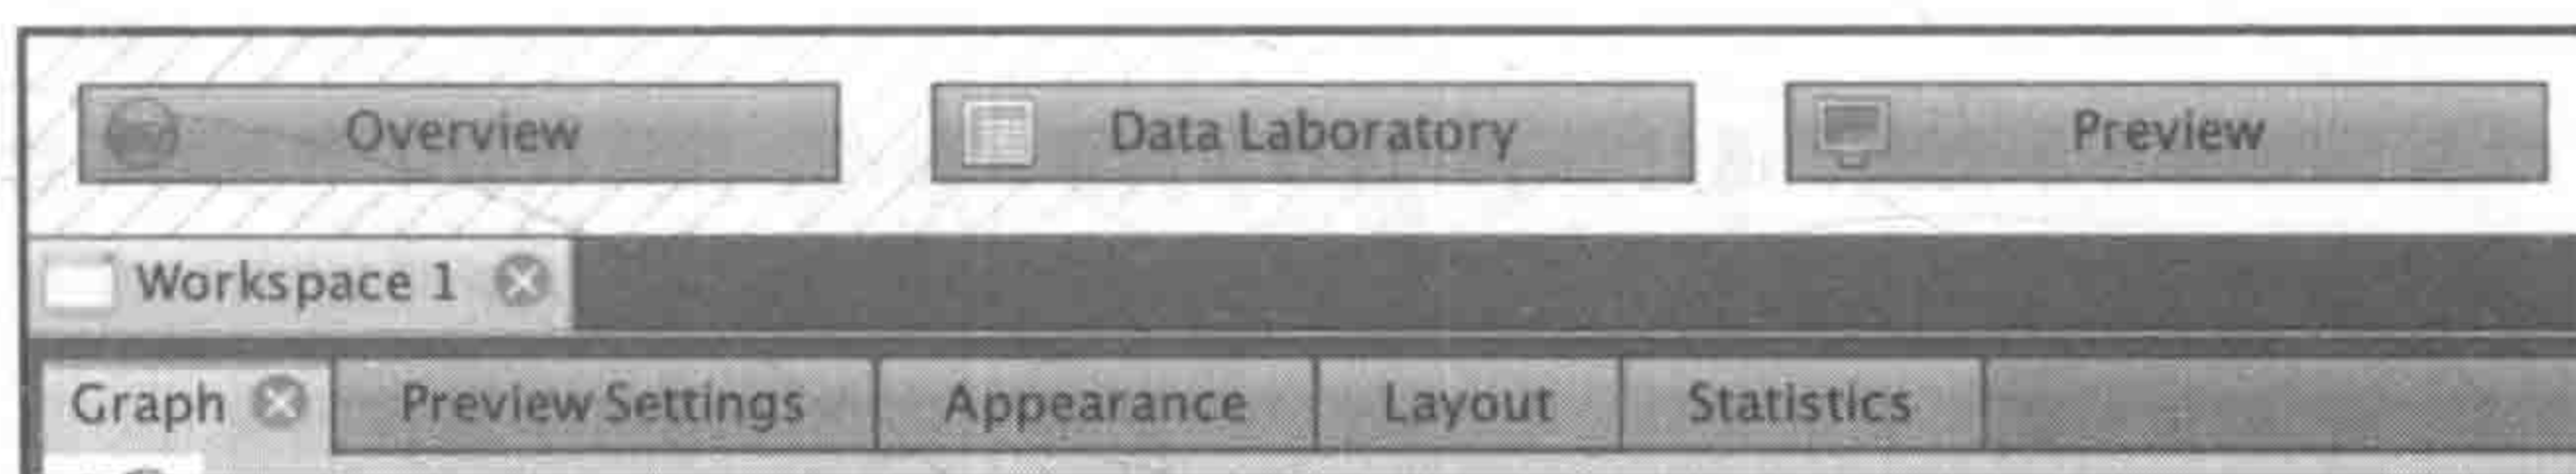 Overview Data Laboratory Preview
Workspace 1
Graph Preview Settings Appearance Layout Statistics